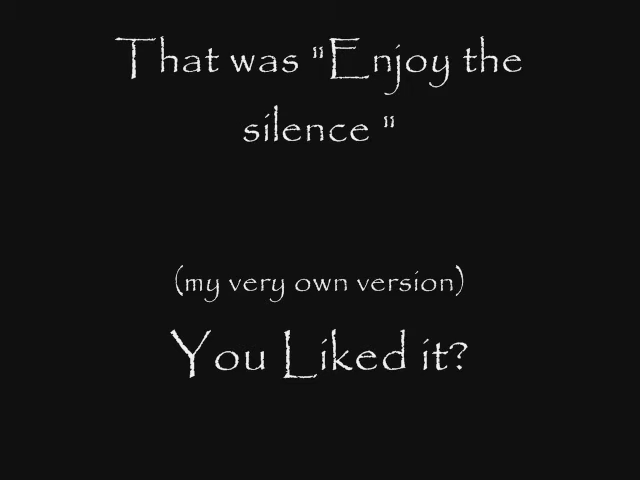 That was "Enjoy the
silence "
(my very own version)
You Liked it?